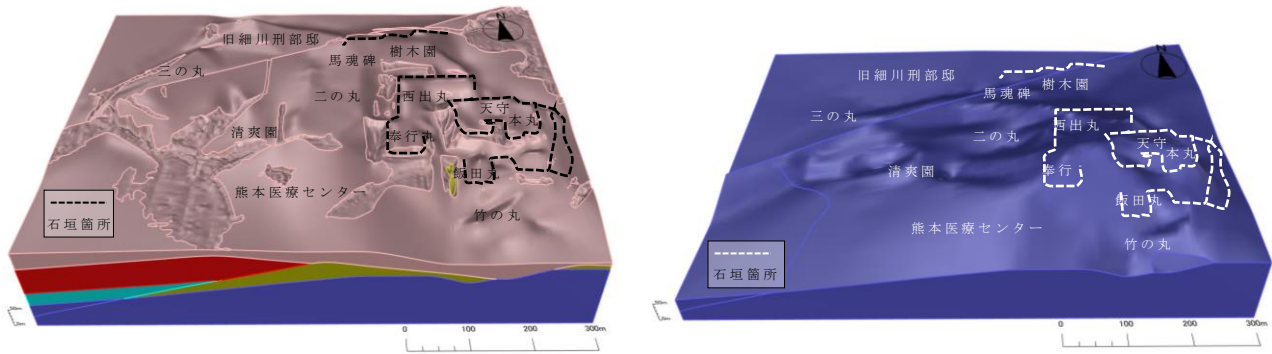 旧細川刑部邸
樹木園
馬魂碑
三の丸
二の丸
西出丸
天守
本丸
清爽園
奉行丸
飯田丸
熊本医療センター
竹の丸
石垣箇所
0 100 200 300m
N
旧細川刑部邸
樹木園
馬魂碑
三の丸
西出丸
二の丸
天守
本丸
清爽園
奉行
飯田丸
熊本医療センター
竹の丸
石垣箇所
0 100 200 300m